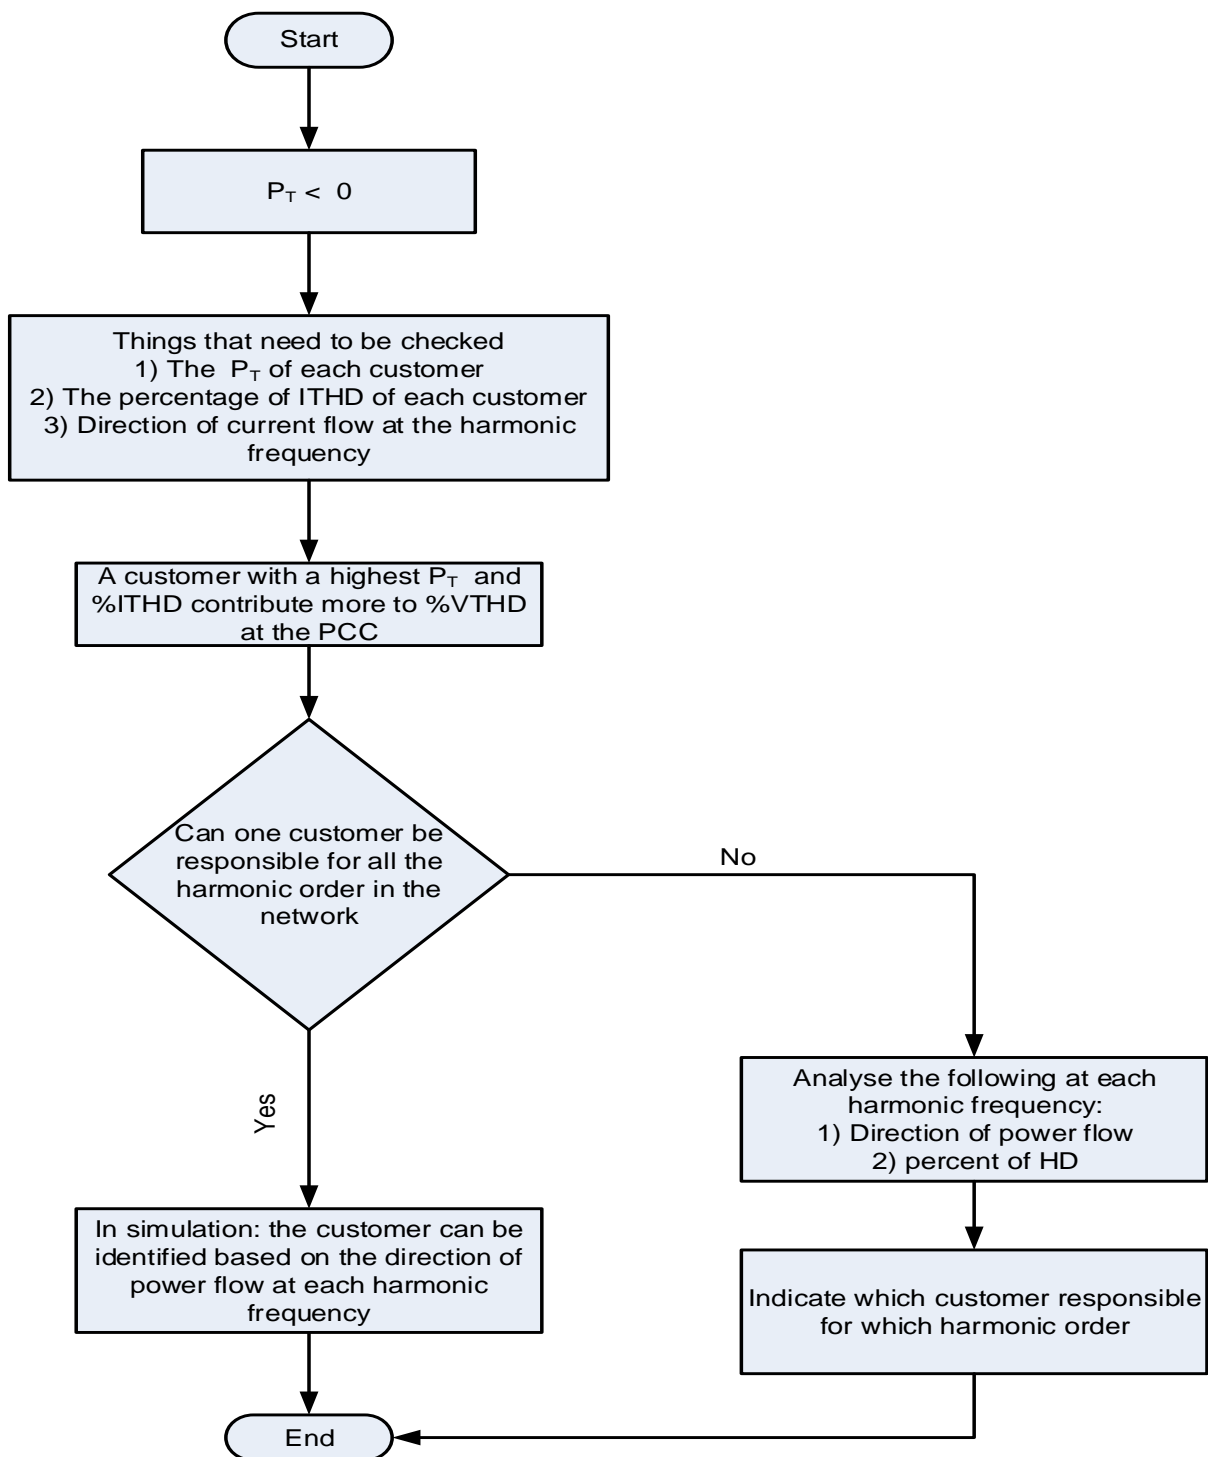 Start
P_T < 0
Things that need to be checked
1) The P_T of each customer
2) The percentage of ITHD of each customer
3) Direction of current flow at the harmonic
frequency
A customer with a highest P_T and
%ITHD contribute more to %VTHD
at the PCC
Can one customer be
responsible for all the
harmonic order in the
network
No
Yes
Analyse the following at each
harmonic frequency:
1) Direction of power flow
2) percent of HD
In simulation: the customer can be
identified based on the direction of
power flow at each harmonic
frequency
Indicate which customer responsible
for which harmonic order
End